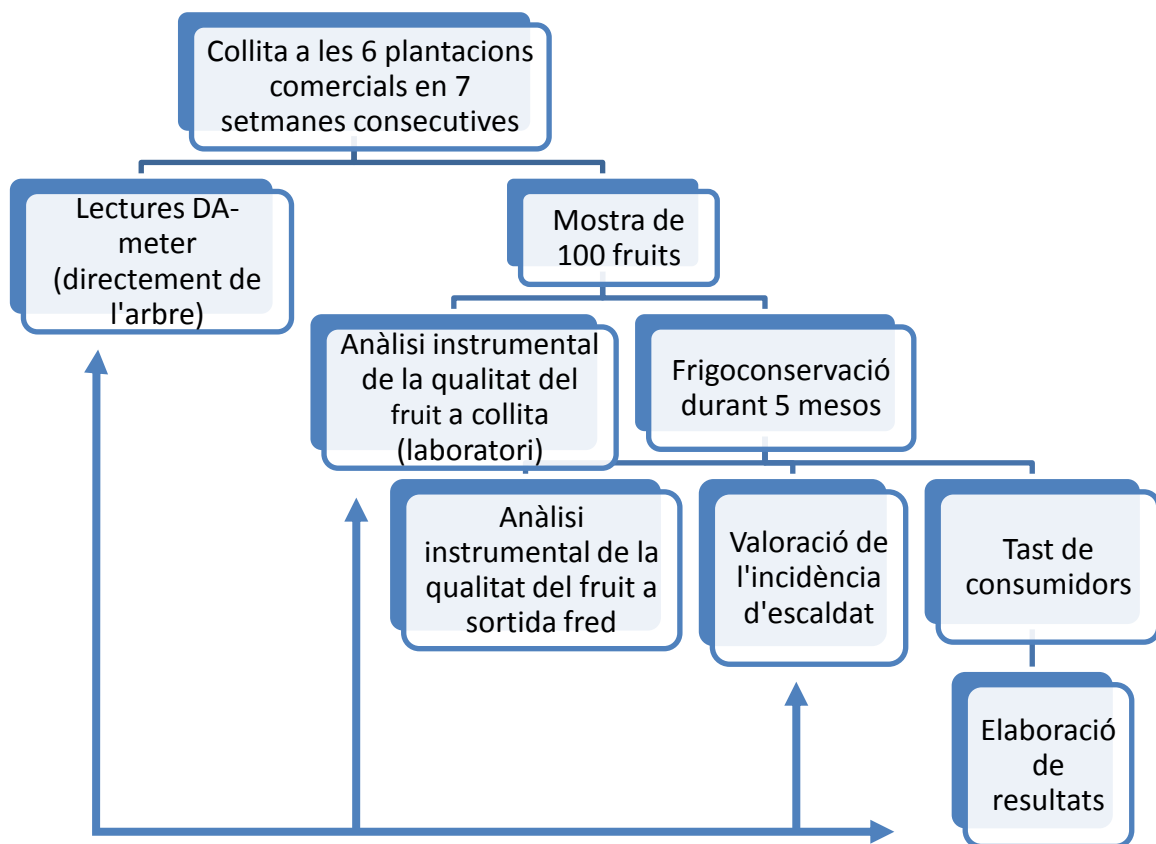 Collita a les 6 plantacions
comercials en 7
setmanes consecutives
Lectures DA-
meter
(directement de
l'arbre)
Mostra de
100 fruits
Anàlisi instrumental
de la qualitat del
fruit a collita
(laboratori)
Frigoconservació
durant 5 mesos
Anàlisi
instrumental de la
qualitat del fruit a
sortida fred
Valoració de
l'incidència
d'escaldat
Tast de
consumidors
Elaboració
de
resultats